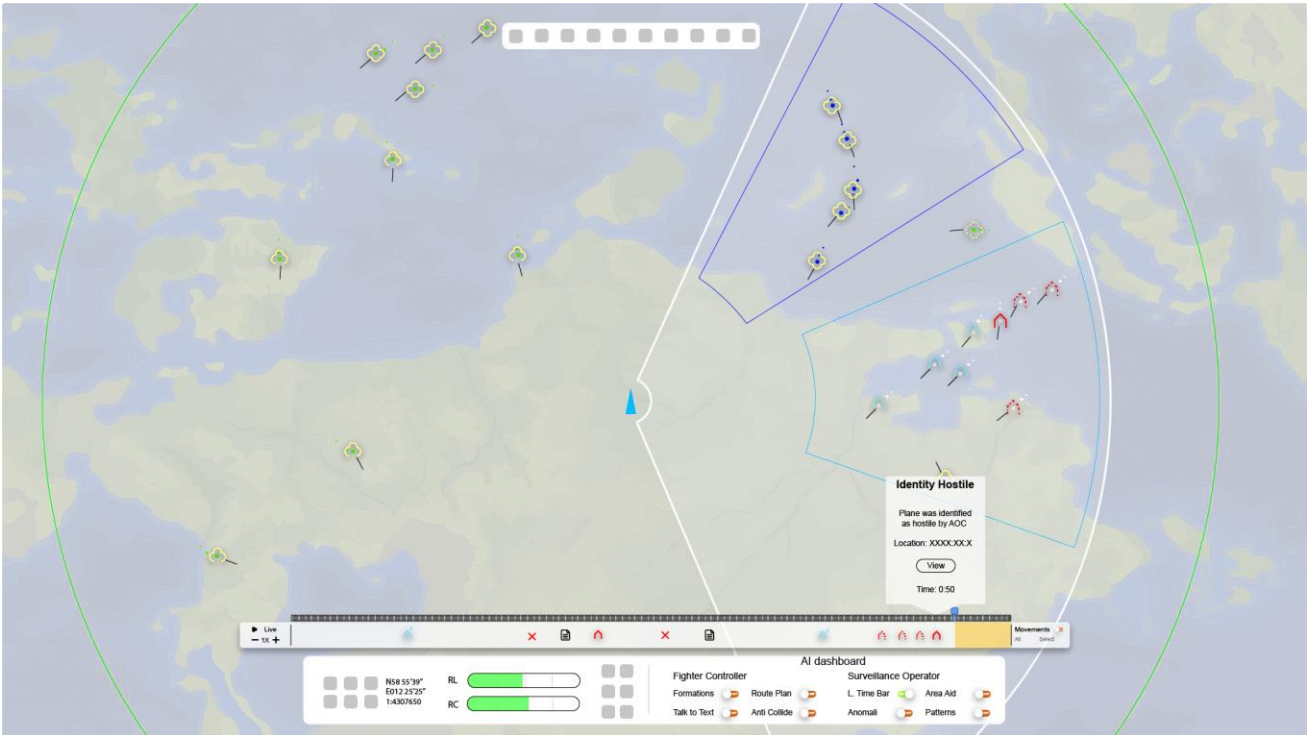 Identity Hostile
Plane was identified
as hostile by AOC
Location: XXXX:XX:X
View
Time: 0:50
Live
1X
Movements
All Select
AI dashboard
N58 55'39"
E012 25'25"
1:4307650
RL
RC
Fighter Controller
Formations Route Plan
Talk to Text Anti Collide
Surveillance Operator
L. Time Bar Area Aid
Anomali Patterns